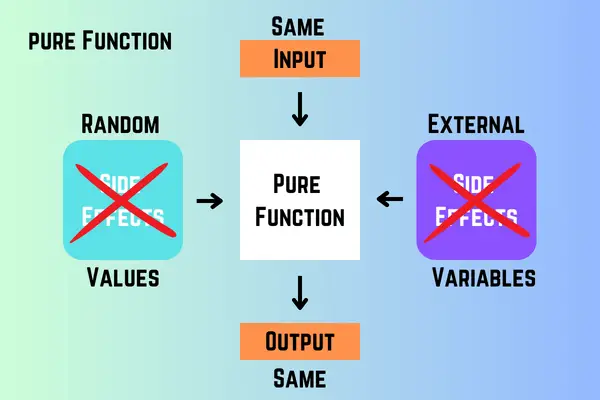 pure Function
Same
Input
Random
Side
Effects
Values
Pure
Function
External
Side
Effects
Variables
Output
Same